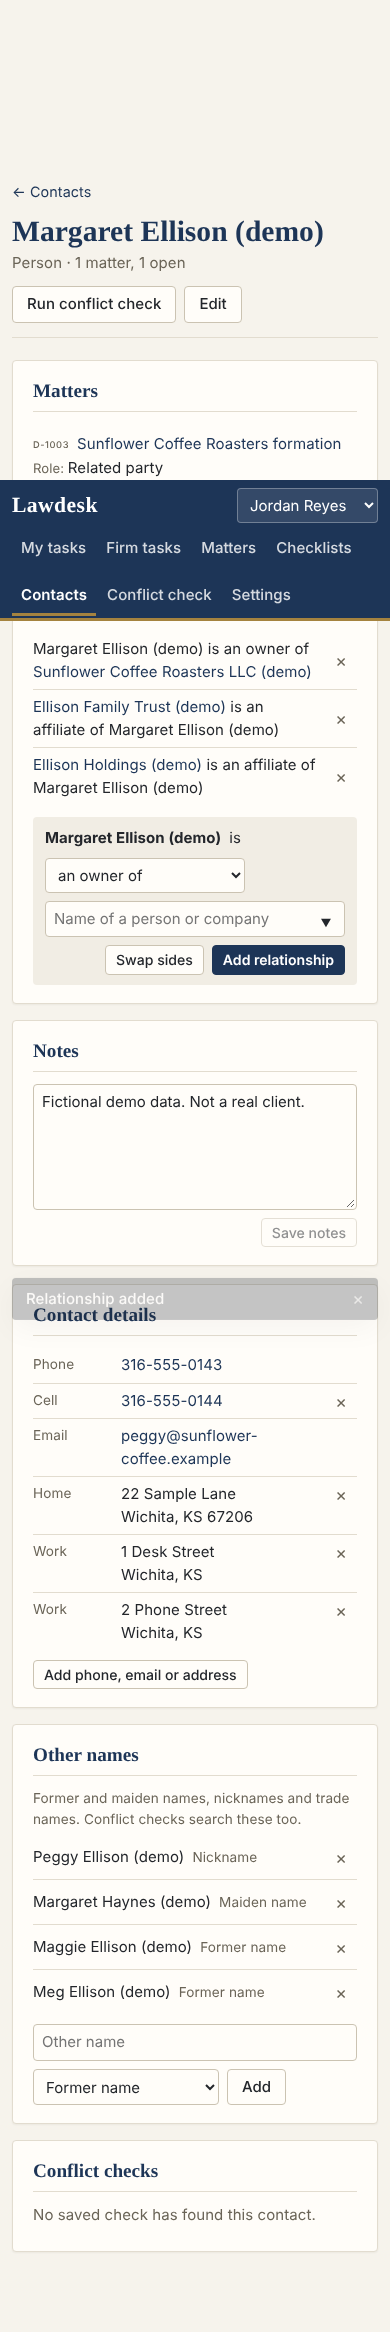 ← Contacts
Margaret Ellison (demo)
Person · 1 matter, 1 open
Run conflict check Edit
Matters
D-1003 Sunflower Coffee Roasters formation
Role: Related party
Lawdesk Jordan Reyes
My tasks Firm tasks Matters Checklists
Contacts Conflict check Settings
Margaret Ellison (demo) is an owner of
Sunflower Coffee Roasters LLC (demo) ×
Ellison Family Trust (demo) is an
affiliate of Margaret Ellison (demo) ×
Ellison Holdings (demo) is an affiliate of
Margaret Ellison (demo) ×
Margaret Ellison (demo) is
an owner of
Name of a person or company ▼
Swap sides Add relationship
Notes
Fictional demo data. Not a real client.
Save notes
Relationship added ×
Contact details
Phone 316-555-0143
Cell 316-555-0144 ×
Email peggy@sunflower-
coffee.example
Home 22 Sample Lane ×
Wichita, KS 67206
Work 1 Desk Street ×
Wichita, KS
Work 2 Phone Street ×
Wichita, KS
Add phone, email or address
Other names
Former and maiden names, nicknames and trade
names. Conflict checks search these too.
Peggy Ellison (demo) Nickname ×
Margaret Haynes (demo) Maiden name ×
Maggie Ellison (demo) Former name ×
Meg Ellison (demo) Former name ×
Other name
Former name Add
Conflict checks
No saved check has found this contact.